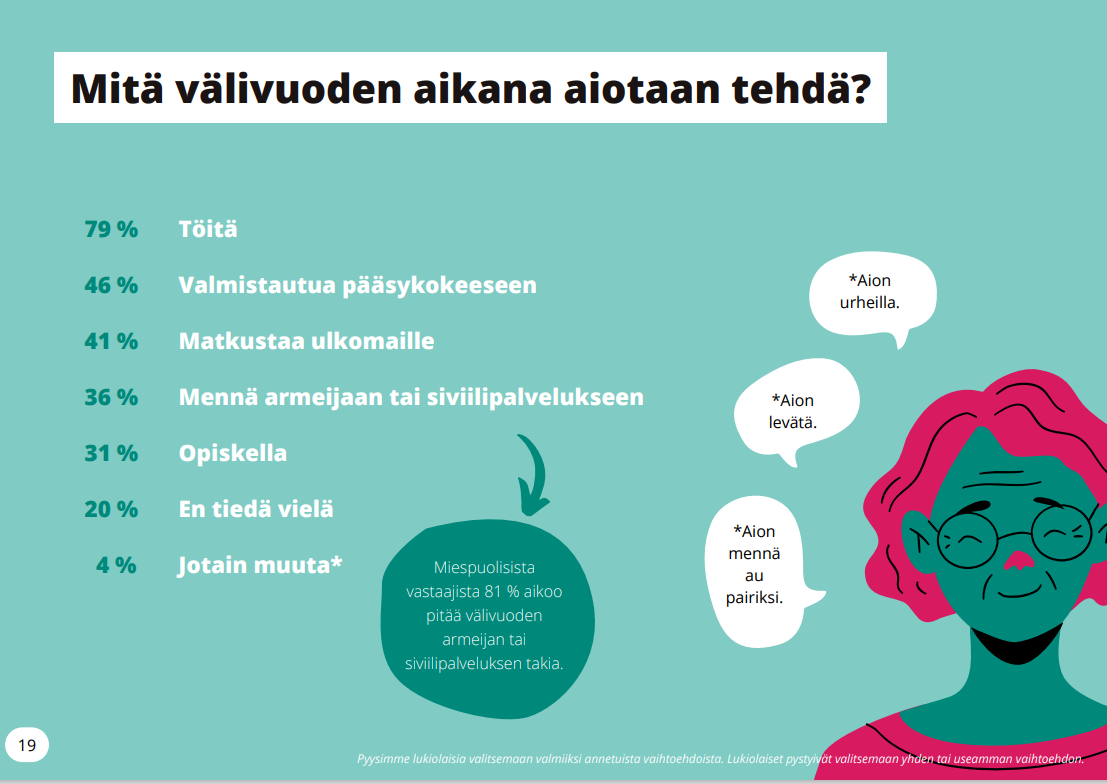 Mitä välivuoden aikana aiotaan tehdä?
79 % Töitä
46 % Valmistautua pääsykokeeseen
41 % Matkustaa ulkomaille
36 % Mennä armeijaan tai siviilipalvelukseen
31 % Opiskella
20 % En tiedä vielä
4 % Jotain muuta*
Miespuolisista
vastaajista 81 % aikoo
pitää välivuoden
armeijan tai
siviilipalveluksen takia.
*Aion
urheilla.
*Aion
levätä.
*Aion
mennä
au
pairiksi.
19
Pyysimme lukiolaisia valitsemaan valmiiksi annetuista vaihtoehdoista. Lukiolaiset pystyivät valitsemaan yhden tai useamman vaihtoehdon.